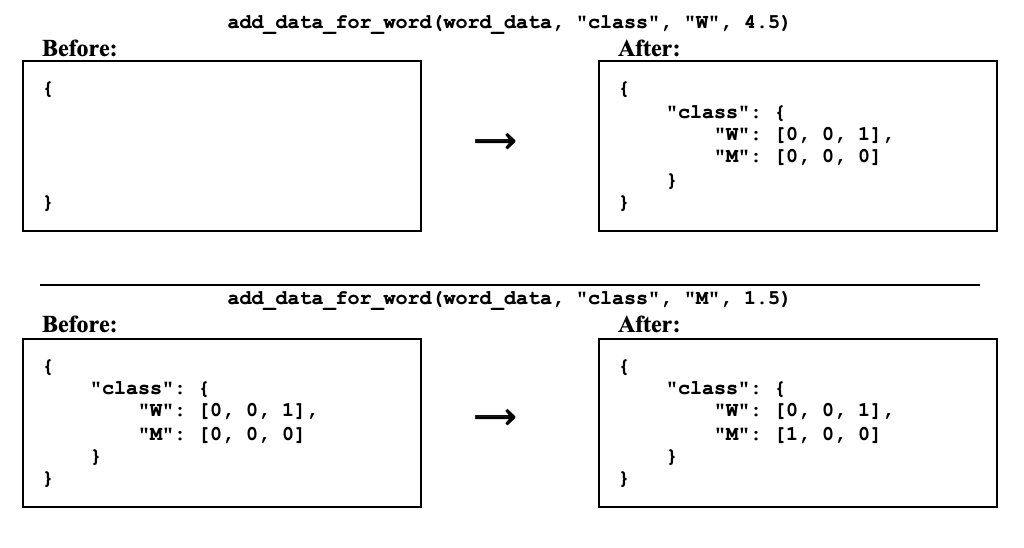 add_data_for_word(word_data, "class", "W", 4.5)
Before:
{
}
After:
{
    "class": {
        "W": [0, 0, 1],
        "M": [0, 0, 0]
    }
}
add_data_for_word(word_data, "class", "M", 1.5)
Before:
{
    "class": {
        "W": [0, 0, 1],
        "M": [0, 0, 0]
    }
}
After:
{
    "class": {
        "W": [0, 0, 1],
        "M": [1, 0, 0]
    }
}